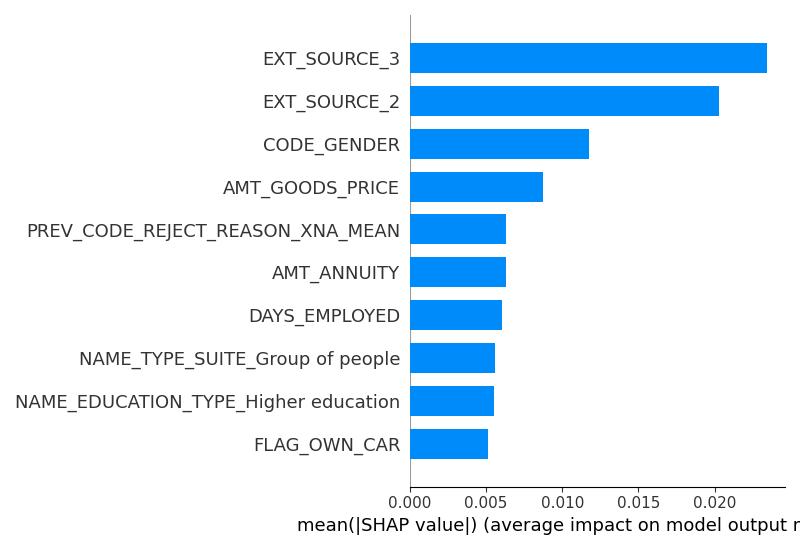 EXT_SOURCE_3
EXT_SOURCE_2
CODE_GENDER
AMT_GOODS_PRICE
PREV_CODE_REJECT_REASON_XNA_MEAN
AMT_ANNUITY
DAYS_EMPLOYED
NAME_TYPE_SUITE_Group of people
NAME_EDUCATION_TYPE_Higher education
FLAG_OWN_CAR
0.000 0.005 0.010 0.015 0.020
mean(|SHAP value|) (average impact on model output